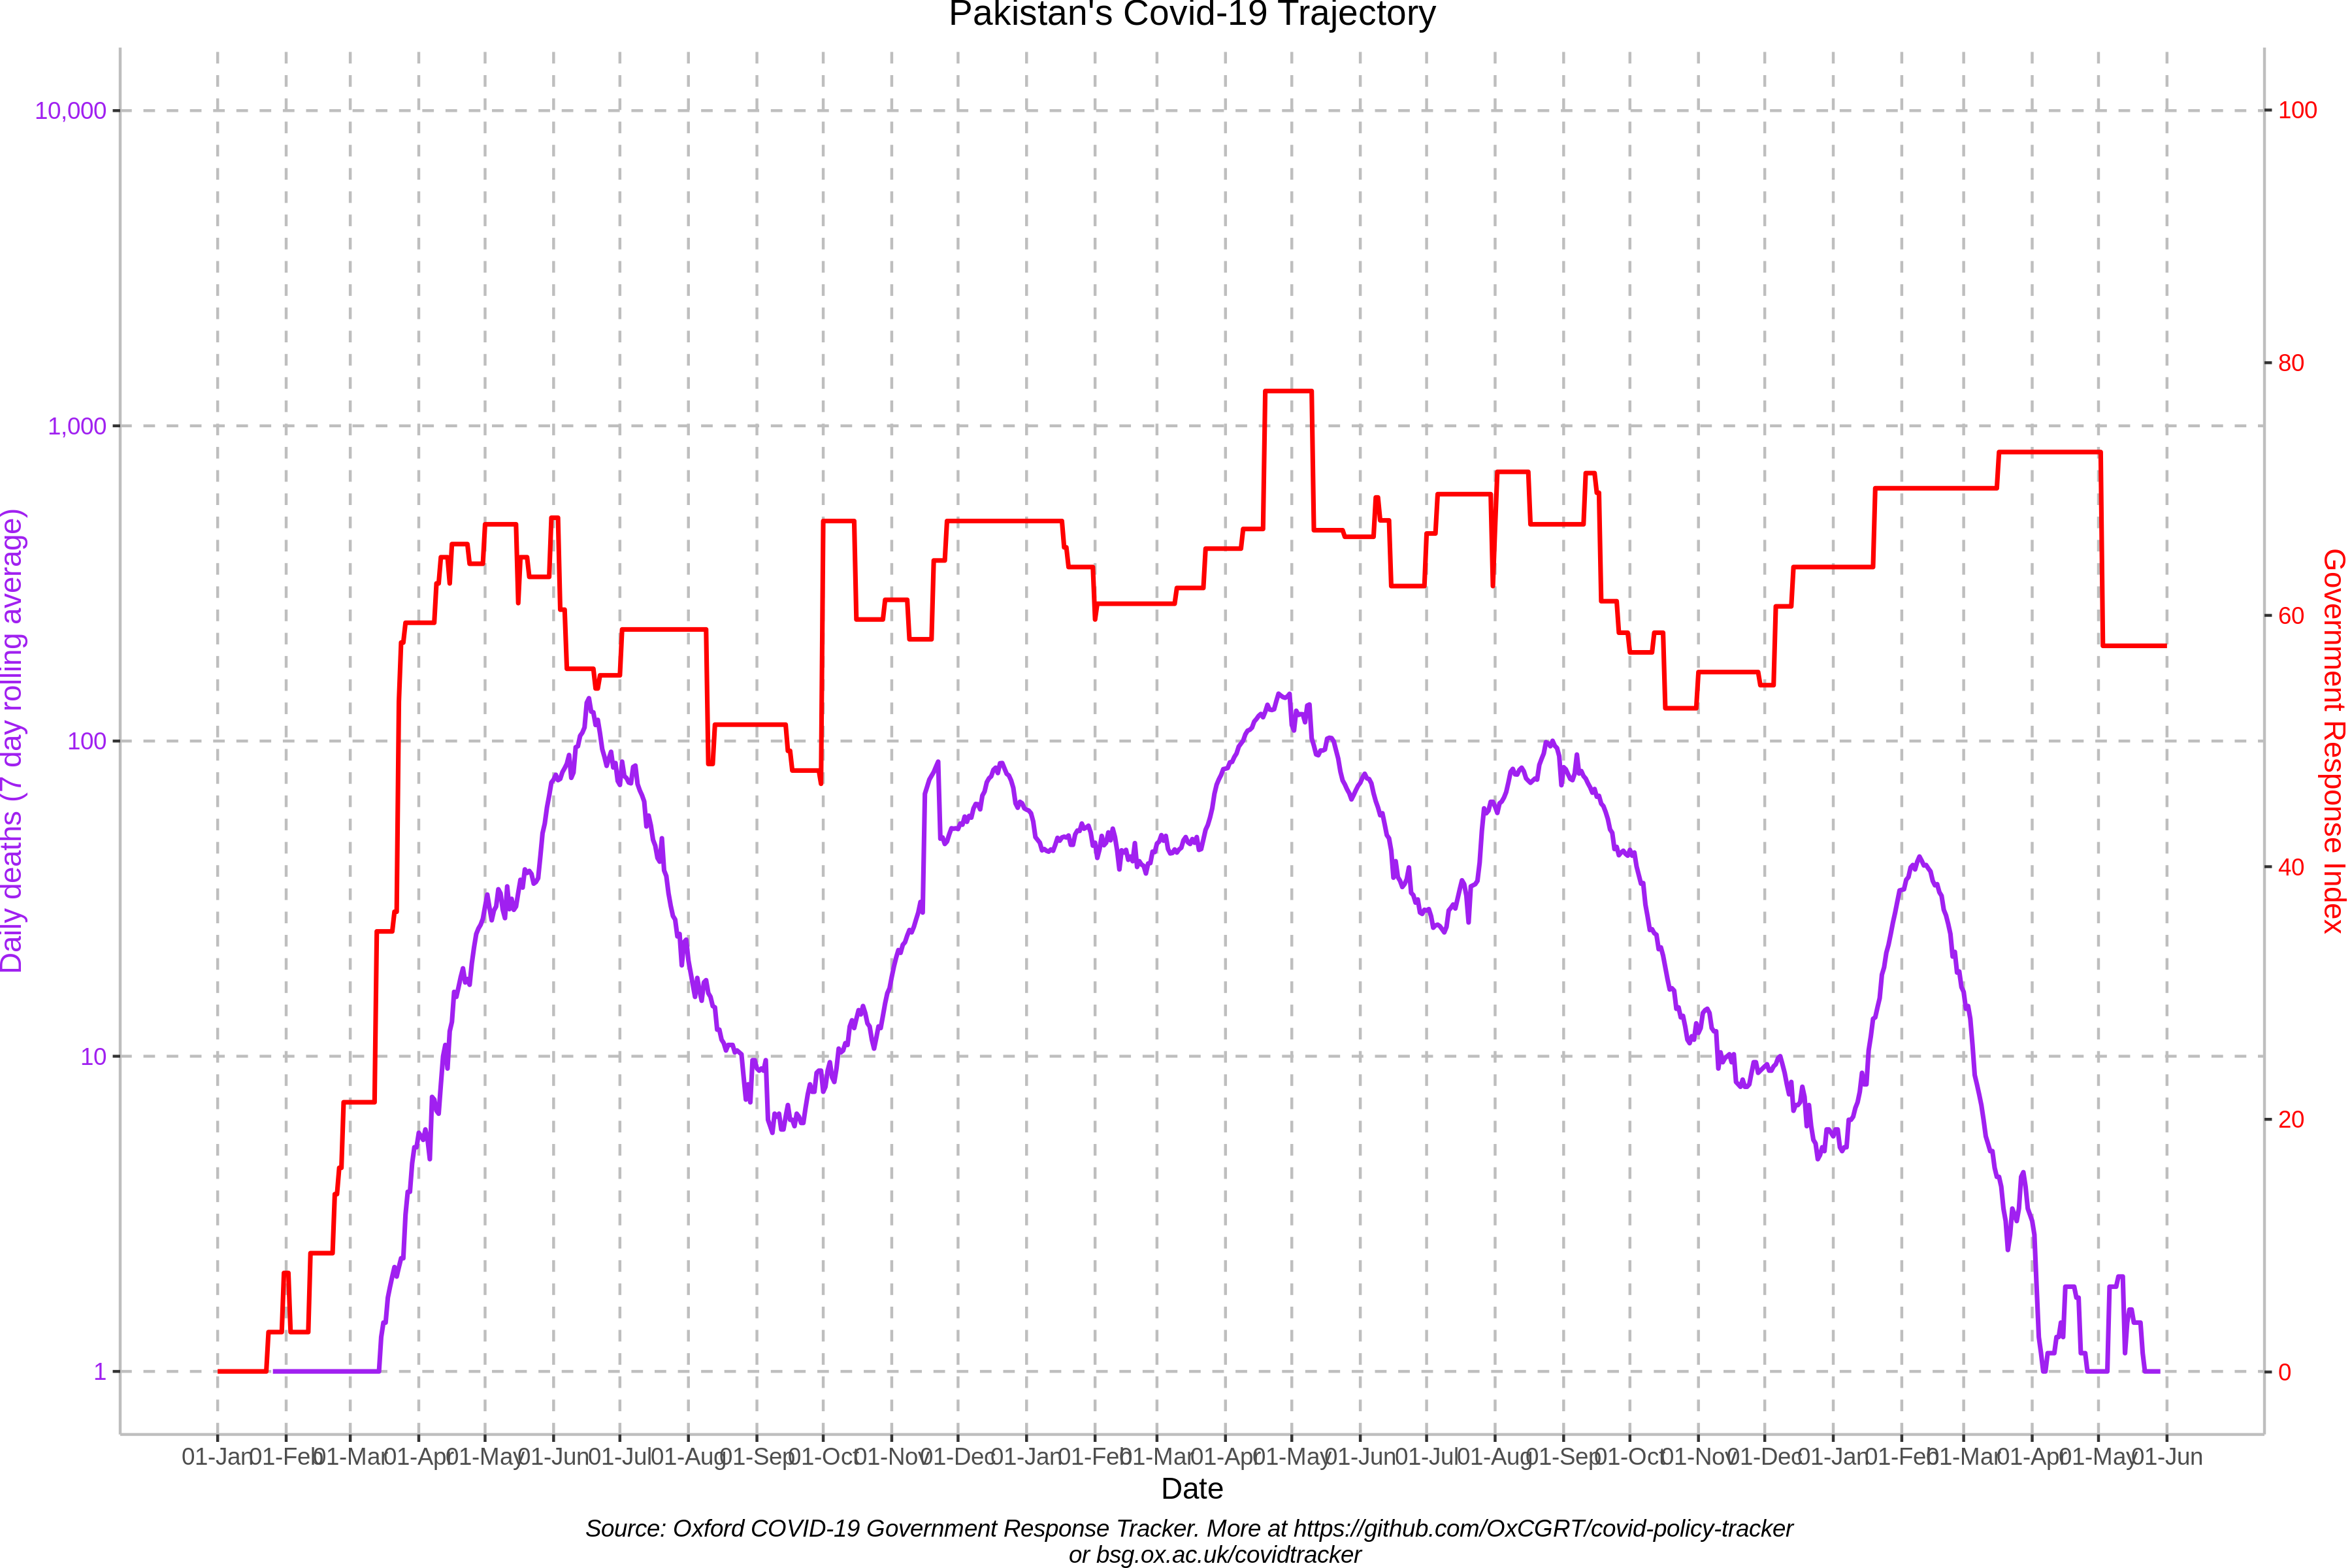 Pakistan's Covid-19 Trajectory
10,000
1,000
100
10
1
Daily deaths (7 day rolling average)
100
80
60
40
20
0
Government Response Index
01-Jan 01-Feb 01-Mar 01-Apr 01-May 01-Jun 01-Jul 01-Aug 01-Sep 01-Oct 01-Nov 01-Dec 01-Jan 01-Feb 01-Mar 01-Apr 01-May 01-Jun 01-Jul 01-Aug 01-Sep 01-Oct 01-Nov 01-Dec 01-Jan 01-Feb 01-Mar 01-Apr 01-May 01-Jun
Date
Source: Oxford COVID-19 Government Response Tracker. More at https://github.com/OxCGRT/covid-policy-tracker
or bsg.ox.ac.uk/covidtracker